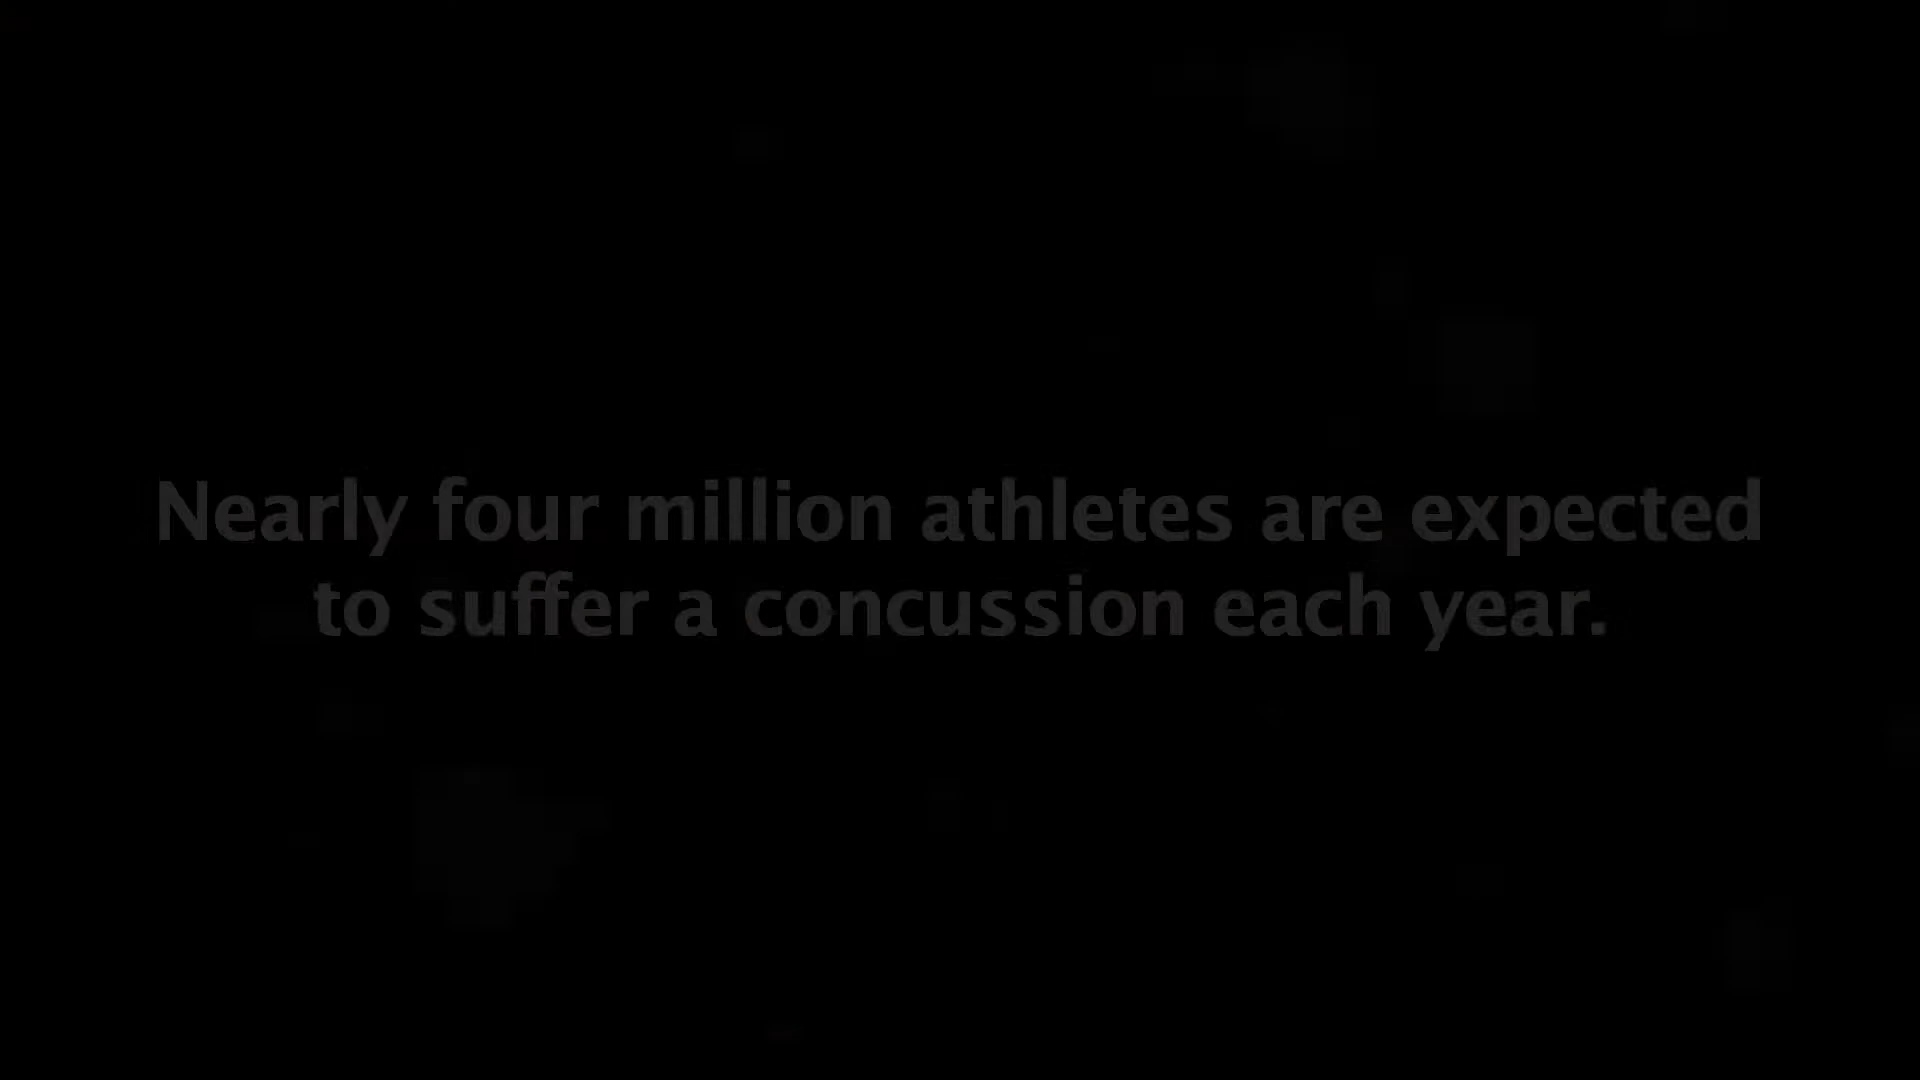 Nearly four million athletes are expected
to suffer a concussion each year.